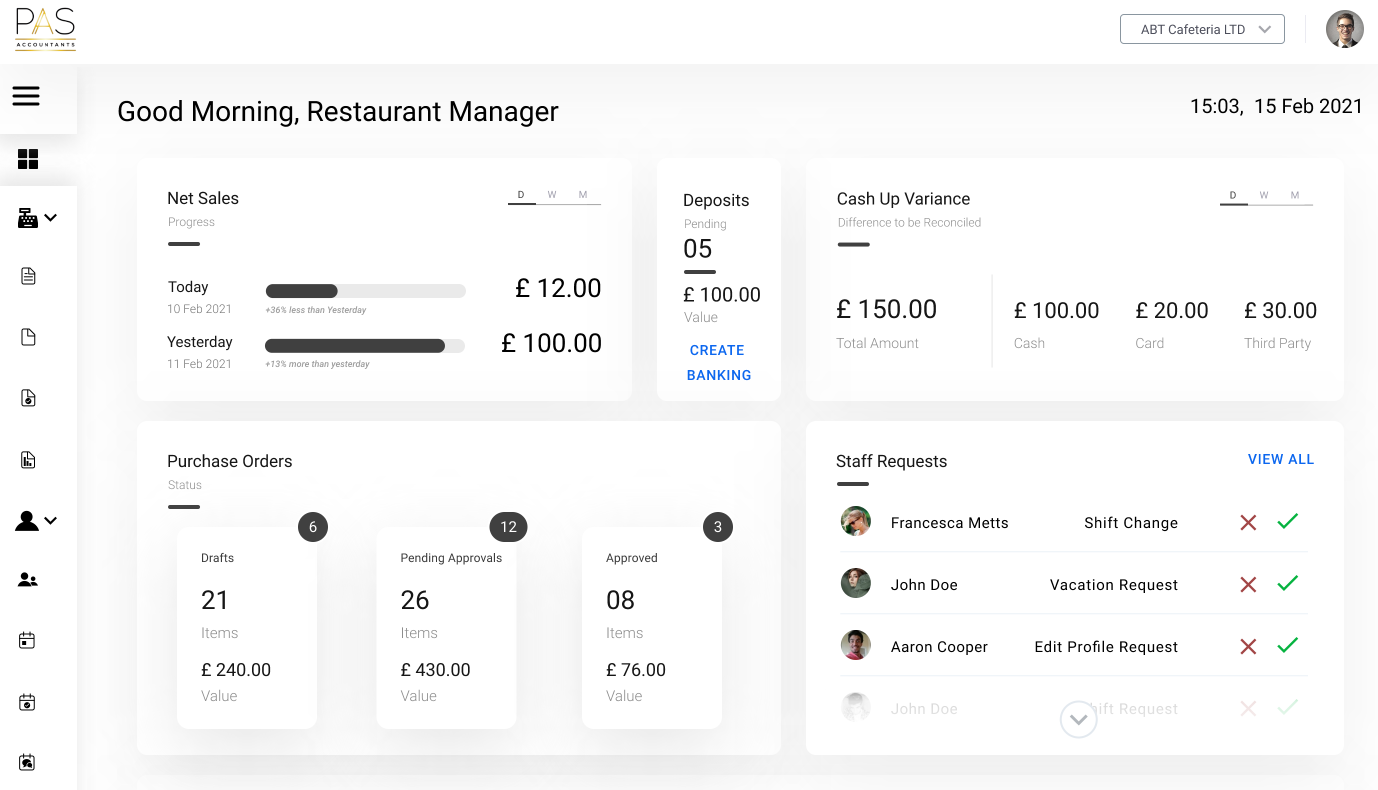 PAS
ACCOUNTANTS
ABT Cafeteria LTD
Good Morning, Restaurant Manager
15:03, 15 Feb 2021
Net Sales
D W M
Progress
Today
£ 12.00
10 Feb 2021
+36% less than Yesterday
Yesterday
£ 100.00
11 Feb 2021
+13% more than yesterday
Deposits
Pending
05
£ 100.00
Value
CREATE
BANKING
Cash Up Variance
D W M
Difference to be Reconciled
£ 150.00
Total Amount
£ 100.00
Cash
£ 20.00
Card
£ 30.00
Third Party
Purchase Orders
Status
6
Drafts
21
Items
£ 240.00
Value
12
Pending Approvals
26
Items
£ 430.00
Value
3
Approved
08
Items
£ 76.00
Value
Staff Requests
VIEW ALL
Francesca Metts Shift Change
John Doe Vacation Request
Aaron Cooper Edit Profile Request
John Doe Shift Request